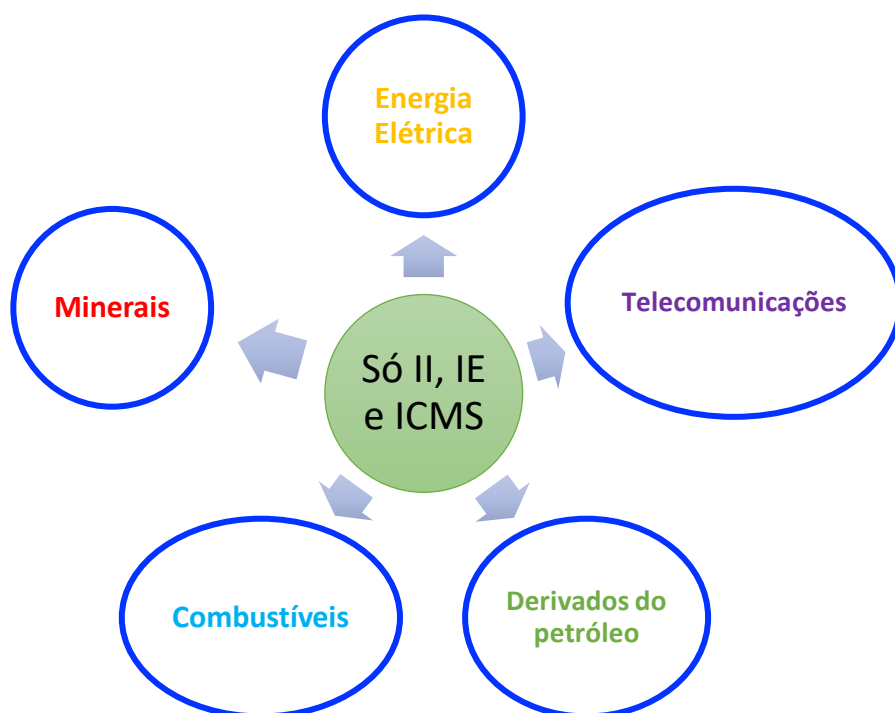 Energia
Elétrica
Minerais
Telecomunicações
Só II, IE
e ICMS
Combustíveis
Derivados do
petróleo